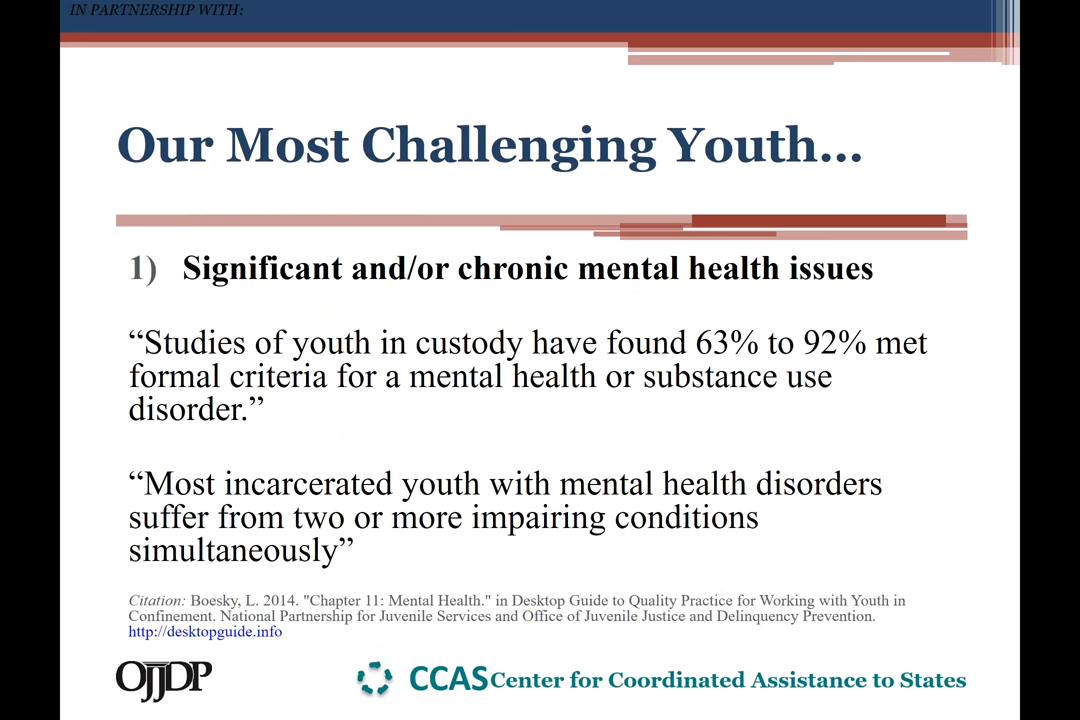 IN PARTNERSHIP WITH:
Our Most Challenging Youth...
1) Significant and/or chronic mental health issues
“Studies of youth in custody have found 63% to 92% met
formal criteria for a mental health or substance use
disorder.”
“Most incarcerated youth with mental health disorders
suffer from two or more impairing conditions
simultaneously”
Citation: Boesky, L. 2014. "Chapter 11: Mental Health." in Desktop Guide to Quality Practice for Working with Youth in
Confinement. National Partnership for Juvenile Services and Office of Juvenile Justice and Delinquency Prevention.
http://desktopguide.info
OJJDP
CCAS Center for Coordinated Assistance to States